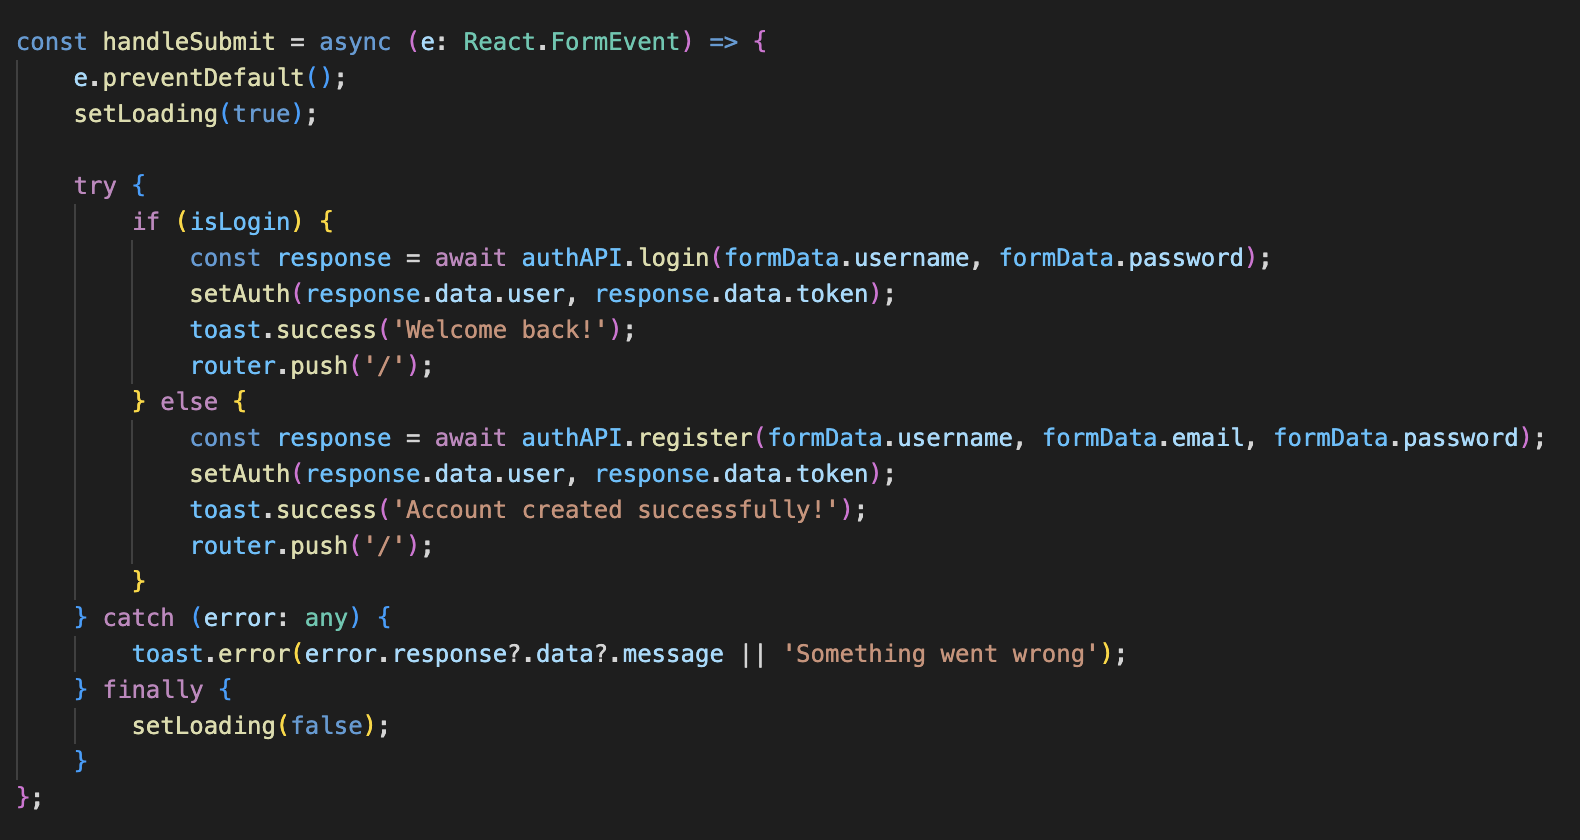 const handleSubmit = async (e: React.FormEvent) => {
    e.preventDefault();
    setLoading(true);

    try {
        if (isLogin) {
            const response = await authAPI.login(formData.username, formData.password);
            setAuth(response.data.user, response.data.token);
            toast.success('Welcome back!');
            router.push('/');
        } else {
            const response = await authAPI.register(formData.username, formData.email, formData.password);
            setAuth(response.data.user, response.data.token);
            toast.success('Account created successfully!');
            router.push('/');
        }
    } catch (error: any) {
        toast.error(error.response?.data?.message || 'Something went wrong');
    } finally {
        setLoading(false);
    }
};